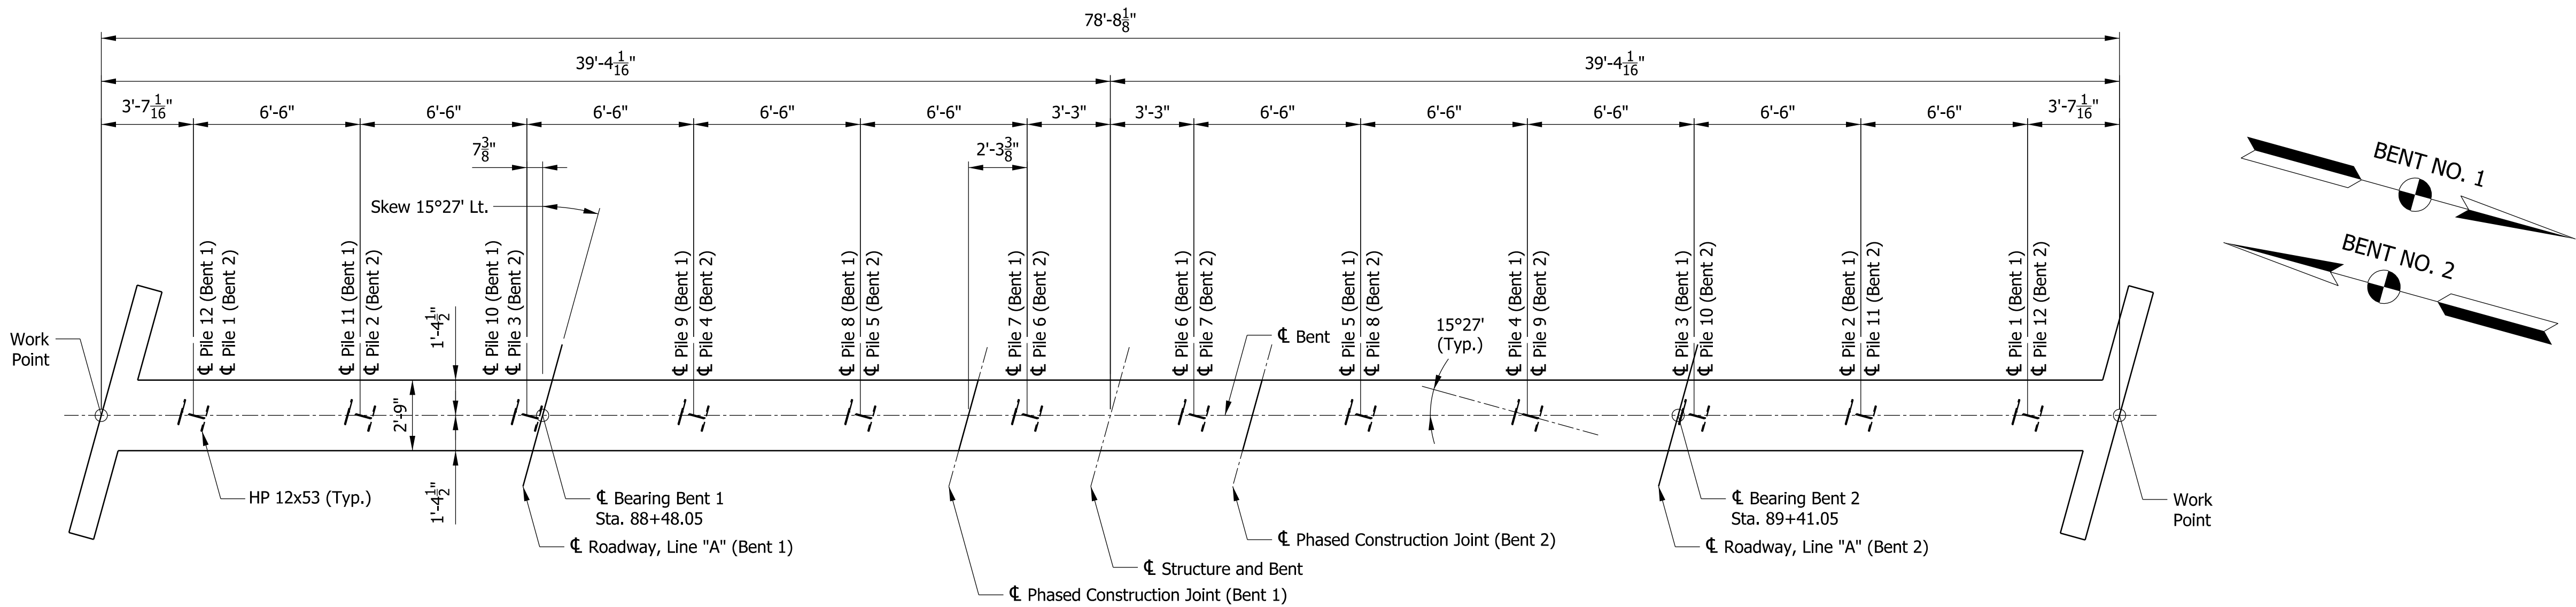 78'-8 1/8"
39'-4 1/16"
39'-4 1/16"
3'-7 1/16"
6'-6"
6'-6"
6'-6"
6'-6"
6'-6"
3'-3"
3'-3"
6'-6"
6'-6"
6'-6"
6'-6"
6'-6"
3'-7 1/16"
7 3/8"
2'-3 3/8"
Skew 15°27' Lt.
BENT NO. 1
BENT NO. 2
℄ Pile 12 (Bent 1)
℄ Pile 1 (Bent 2)
℄ Pile 11 (Bent 1)
℄ Pile 2 (Bent 2)
℄ Pile 10 (Bent 1)
℄ Pile 3 (Bent 2)
℄ Pile 9 (Bent 1)
℄ Pile 4 (Bent 2)
℄ Pile 8 (Bent 1)
℄ Pile 5 (Bent 2)
℄ Pile 7 (Bent 1)
℄ Pile 6 (Bent 2)
℄ Pile 6 (Bent 1)
℄ Pile 7 (Bent 2)
℄ Pile 5 (Bent 1)
℄ Pile 8 (Bent 2)
℄ Pile 4 (Bent 1)
℄ Pile 9 (Bent 2)
℄ Pile 3 (Bent 1)
℄ Pile 10 (Bent 2)
℄ Pile 2 (Bent 1)
℄ Pile 11 (Bent 2)
℄ Pile 1 (Bent 1)
℄ Pile 12 (Bent 2)
Work
Point
1'-4 1/2"
2'-9"
1'-4 1/2"
℄ Bent
15°27'
(Typ.)
HP 12x53 (Typ.)
℄ Bearing Bent 1
Sta. 88+48.05
℄ Roadway, Line "A" (Bent 1)
℄ Phased Construction Joint (Bent 2)
℄ Structure and Bent
℄ Phased Construction Joint (Bent 1)
℄ Bearing Bent 2
Sta. 89+41.05
℄ Roadway, Line "A" (Bent 2)
Work
Point